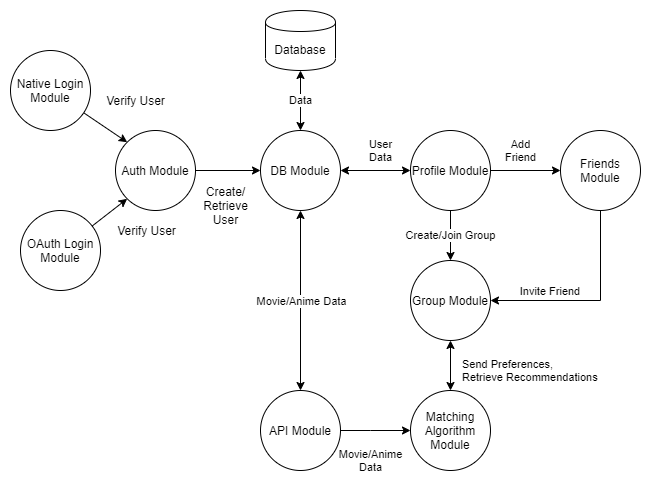 Database
Native Login
Module
Verify User
Data
Auth Module
Create/
Retrieve
User
DB Module
User
Data
Profile Module
Add
Friend
Friends
Module
OAuth Login
Module
Verify User
Create/Join Group
Movie/Anime Data
Group Module
Invite Friend
Send Preferences,
Retrieve Recommendations
API Module
Movie/Anime
Data
Matching
Algorithm
Module